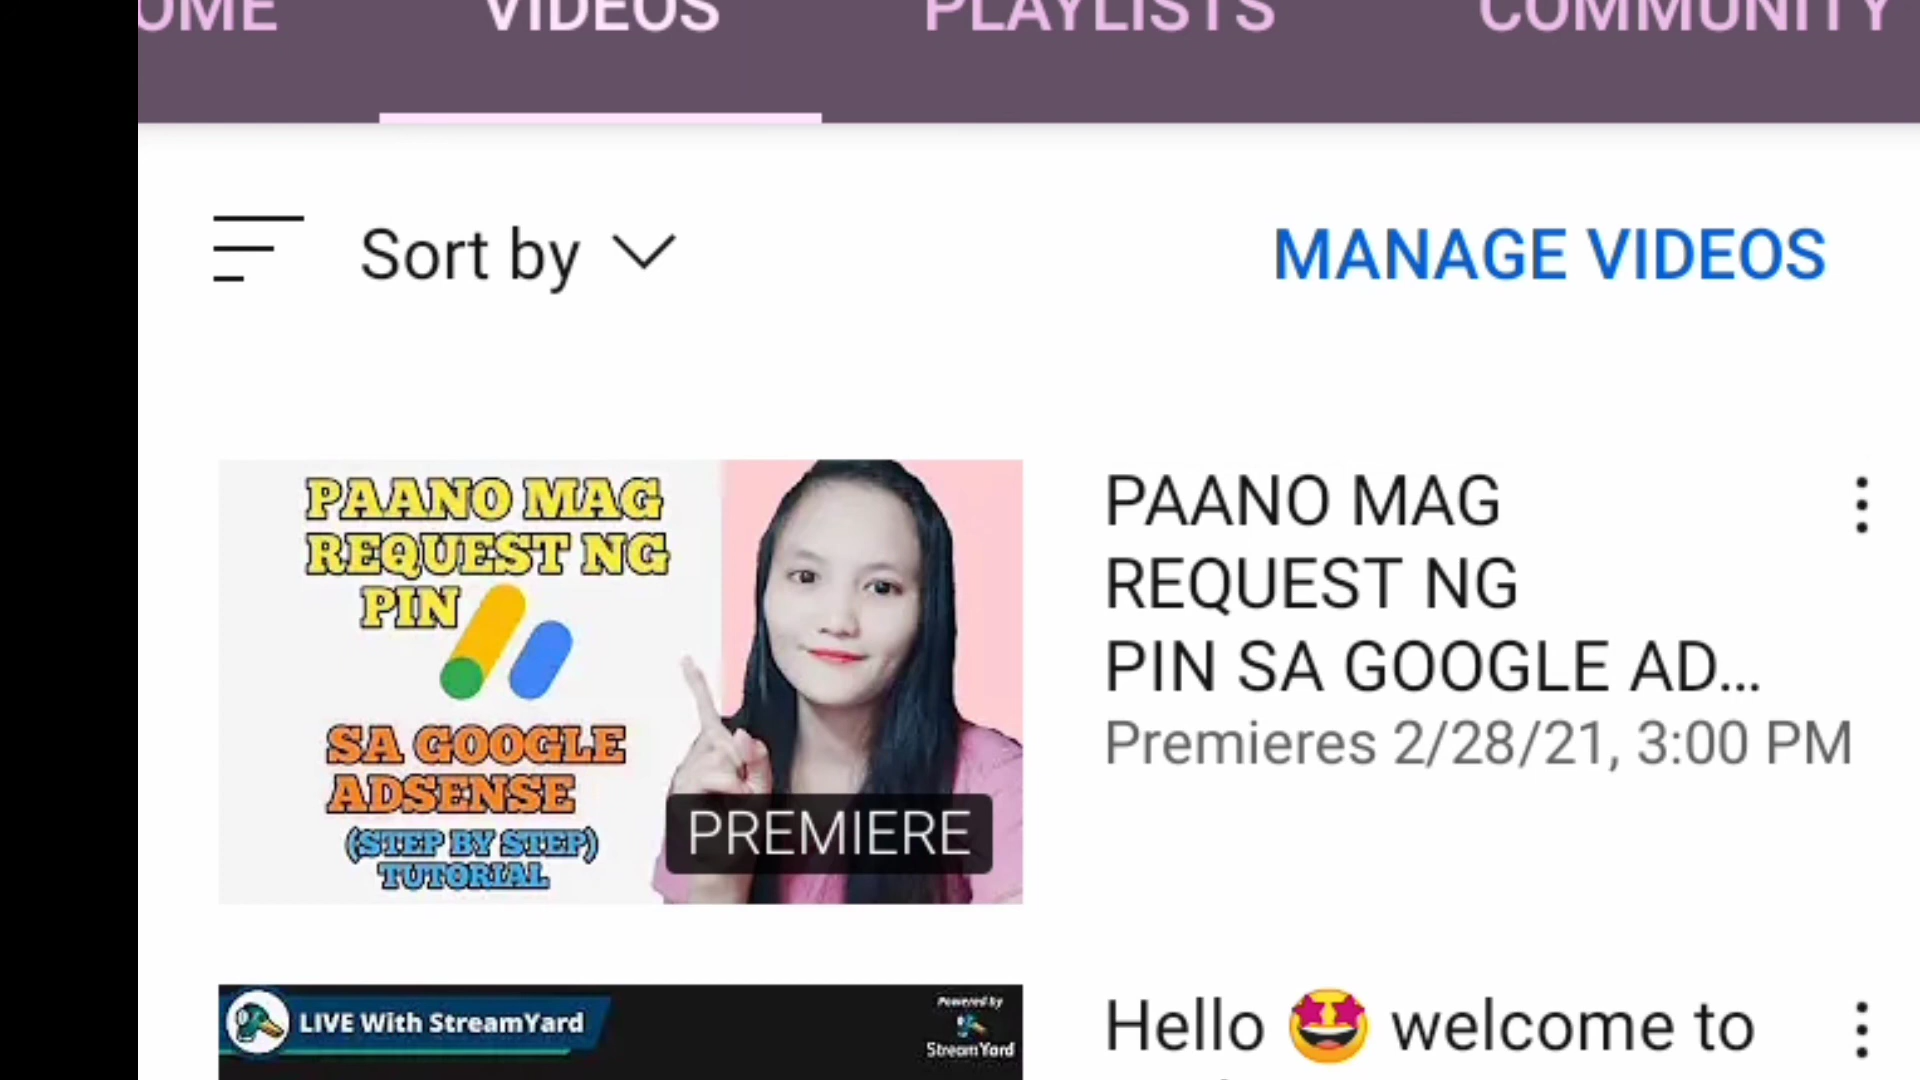 OME VIDEOS PLAYLISTS COMMUNITY
Sort by MANAGE VIDEOS
PAANO MAG
REQUEST NG
PIN
SA GOOGLE
ADSENSE
(STEP BY STEP)
TUTORIAL
PREMIERE
PAANO MAG
REQUEST NG
PIN SA GOOGLE AD...
Premieres 2/28/21, 3:00 PM
LIVE With StreamYard
Powered by
StreamYard
Hello 🤩 welcome to